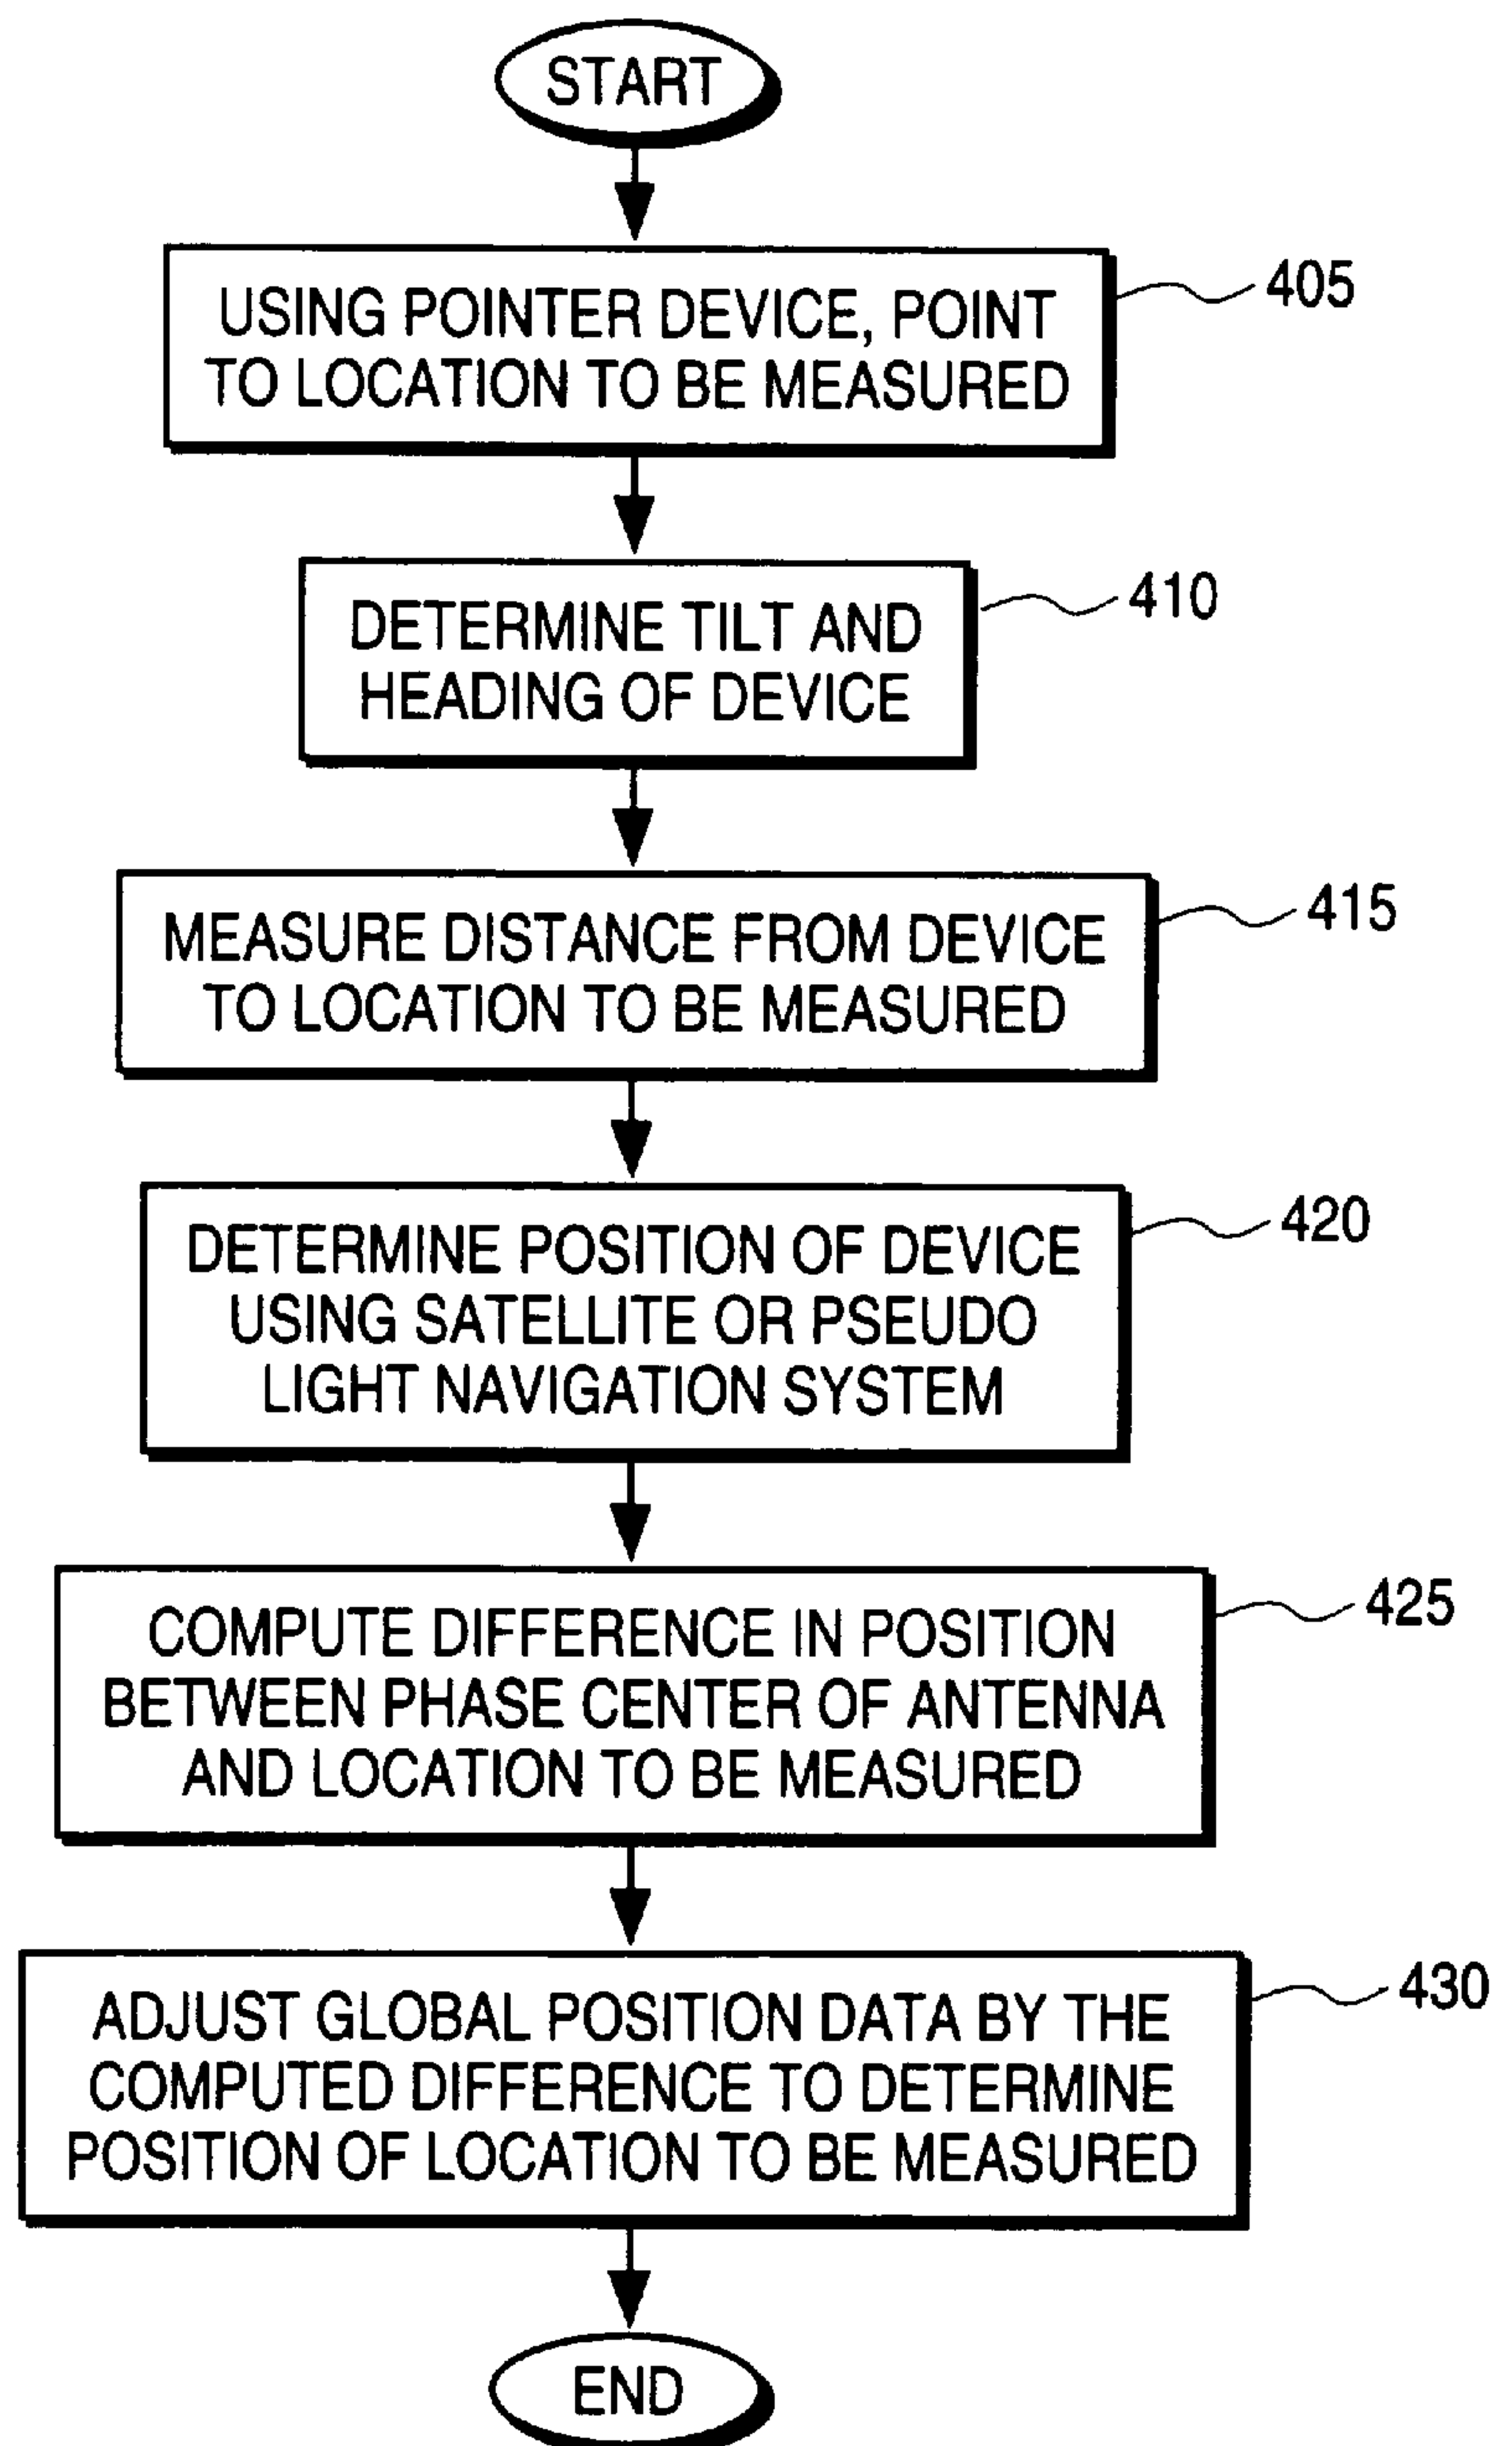 START
USING POINTER DEVICE, POINT
TO LOCATION TO BE MEASURED
405
DETERMINE TILT AND
HEADING OF DEVICE
410
MEASURE DISTANCE FROM DEVICE
TO LOCATION TO BE MEASURED
415
DETERMINE POSITION OF DEVICE
USING SATELLITE OR PSEUDO
LIGHT NAVIGATION SYSTEM
420
COMPUTE DIFFERENCE IN POSITION
BETWEEN PHASE CENTER OF ANTENNA
AND LOCATION TO BE MEASURED
425
ADJUST GLOBAL POSITION DATA BY THE
COMPUTED DIFFERENCE TO DETERMINE
POSITION OF LOCATION TO BE MEASURED
430
END